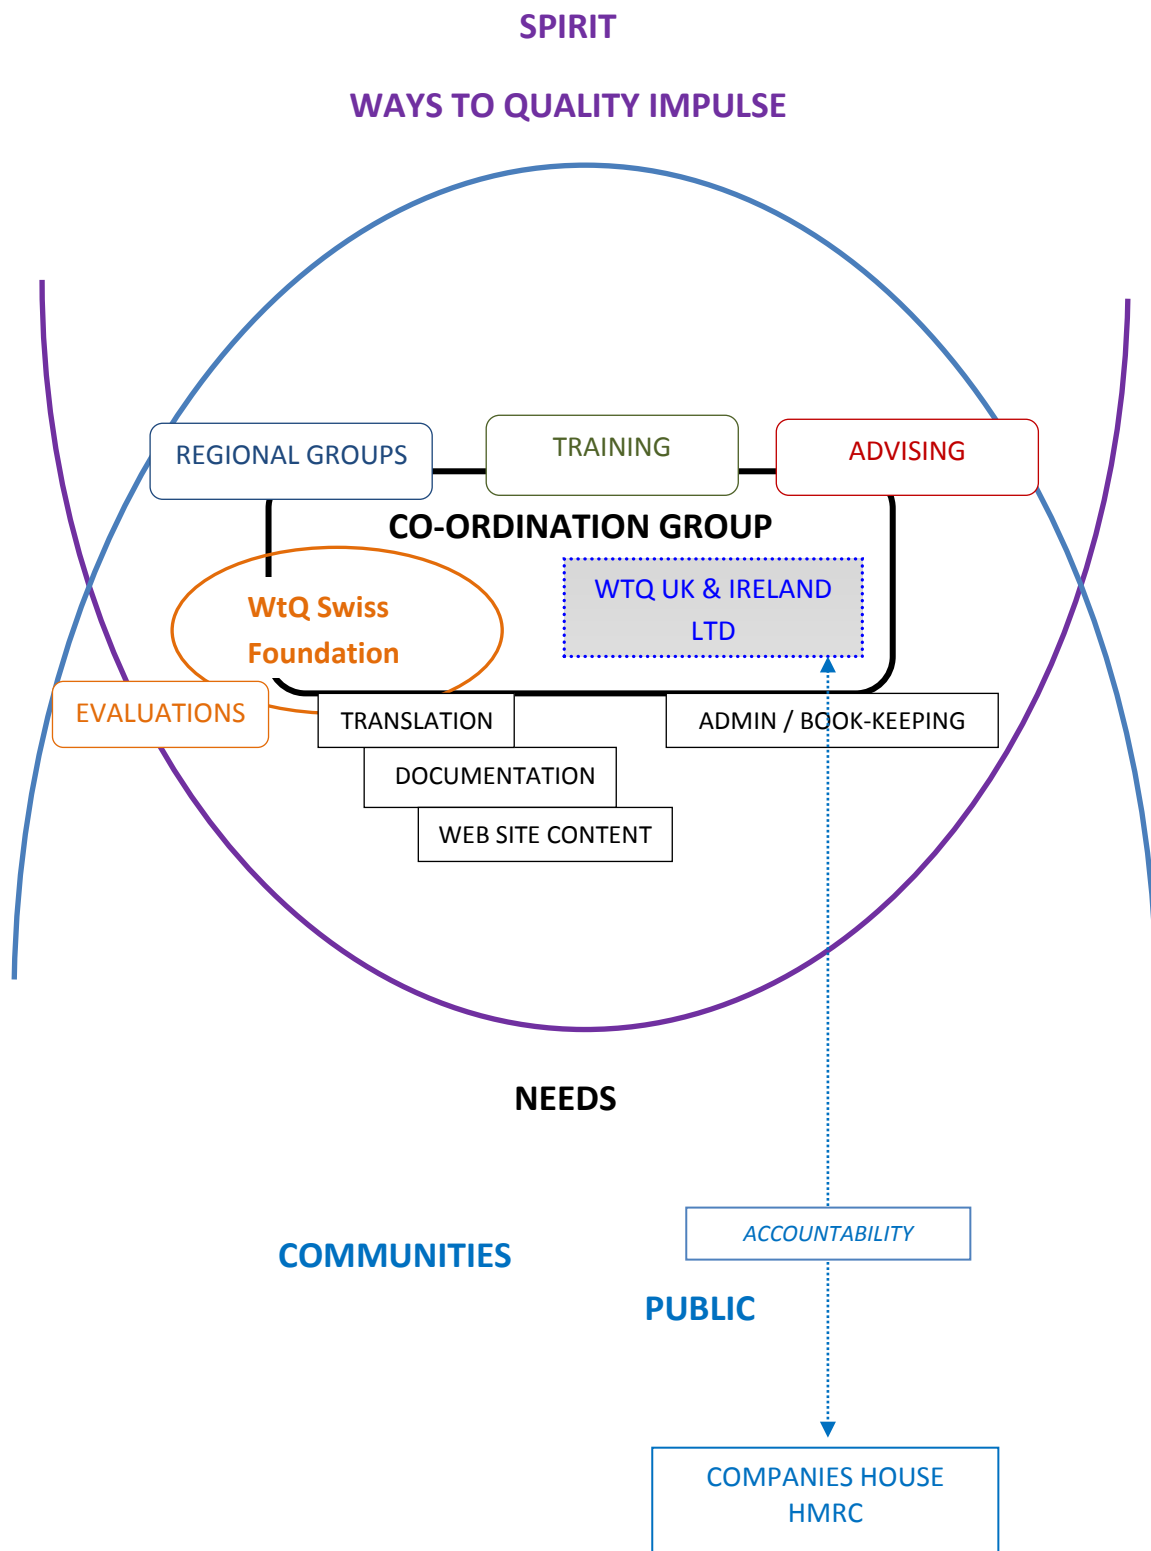 SPIRIT
WAYS TO QUALITY IMPULSE
REGIONAL GROUPS
TRAINING
ADVISING
CO-ORDINATION GROUP
WtQ Swiss
Foundation
WTQ UK & IRELAND
LTD
EVALUATIONS
TRANSLATION
ADMIN / BOOK-KEEPING
DOCUMENTATION
WEB SITE CONTENT
NEEDS
ACCOUNTABILITY
COMMUNITIES
PUBLIC
COMPANIES HOUSE
HMRC